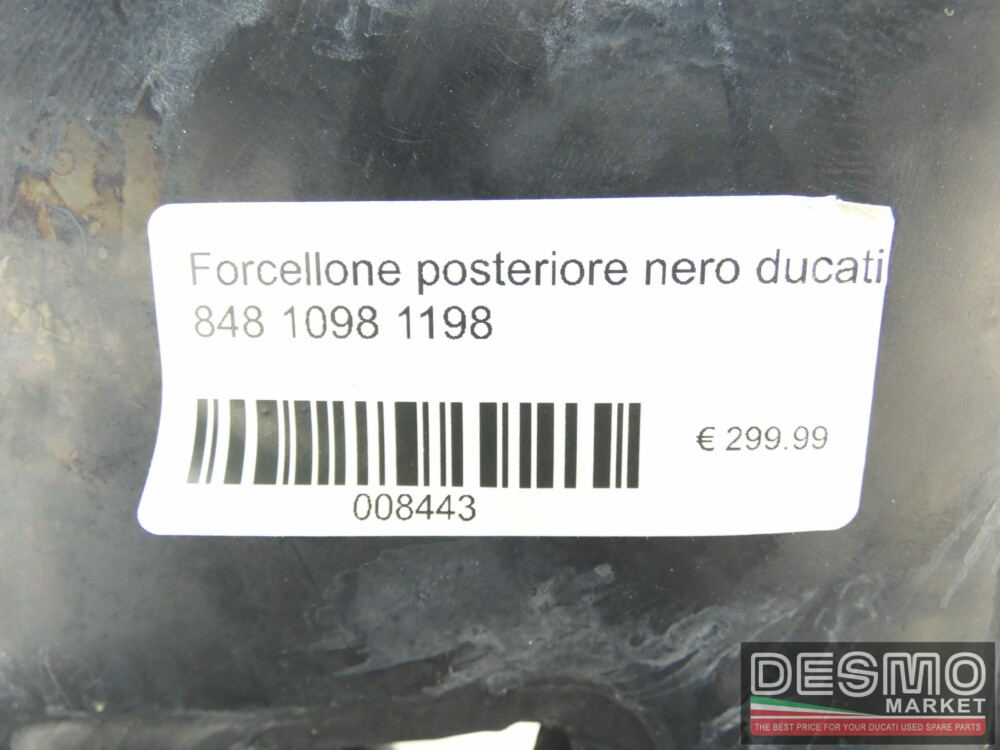 Forcellone posteriore nero ducati
848 1098 1198
€ 299.99
008443
DESMO
MARKET
THE BEST PRICE FOR YOUR DUCATI USED SPARE PARTS